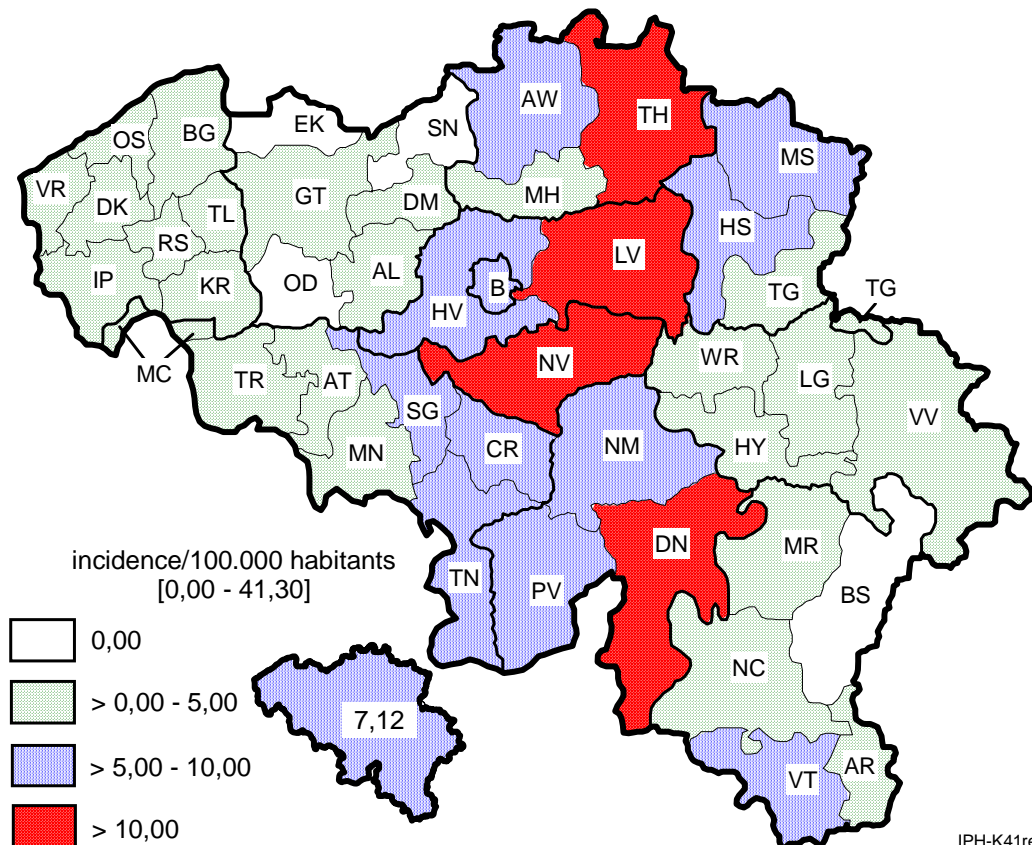 AW
TH
EK
SN
OS
BG
MS
VR
GT
MH
DK
TL
DM
HS
RS
LV
IP
KR
OD
AL
B
TG
TG
HV
MC
TR
AT
NV
WR
LG
SG
VV
MN
CR
NM
HY
incidence/100.000 habitants
[0,00 - 41,30]
DN
MR
TN
PV
BS
0,00
NC
> 0,00 - 5,00
7,12
> 5,00 - 10,00
VT
AR
> 10,00
IPH-K41re